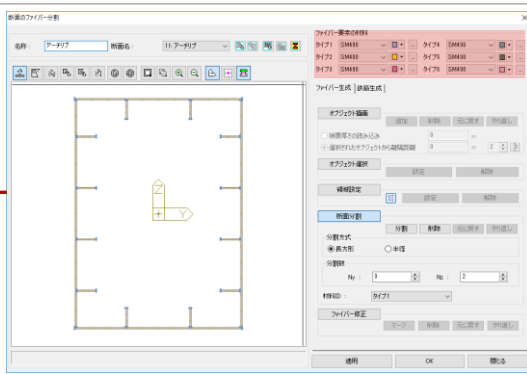 断面のファイバー分割
名称： アーチリブ 断面名： 11: アーチリブ
ファイバー要素の材料
タイプ1 SM490 タイプ4 SM490
タイプ2 SM490 タイプ5 SM490
タイプ3 SM490 タイプ6 SM490
ファイバー生成 鉄筋生成
オブジェクト描画
追加 削除 元に戻す やり直し
断面厚さの読み込み 0 m
選択されたオブジェクトから離隔距離 0 m 2
オブジェクト選択
設定 解除
領域設定
設定 解除
断面分割
分割 削除 元に戻す やり直し
分割方式
長方形 半径
分割数
Ny : 3 Nz : 2
材料ID : タイプ1
ファイバー修正
マージ 削除 元に戻す やり直し
Z
Y
適用 OK 閉じる